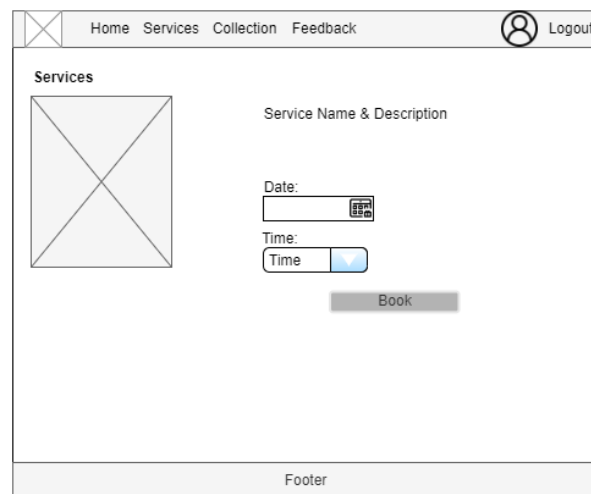 Home Services Collection Feedback Logout
Services
Service Name & Description
Date:
Time:
Time
Book
Footer